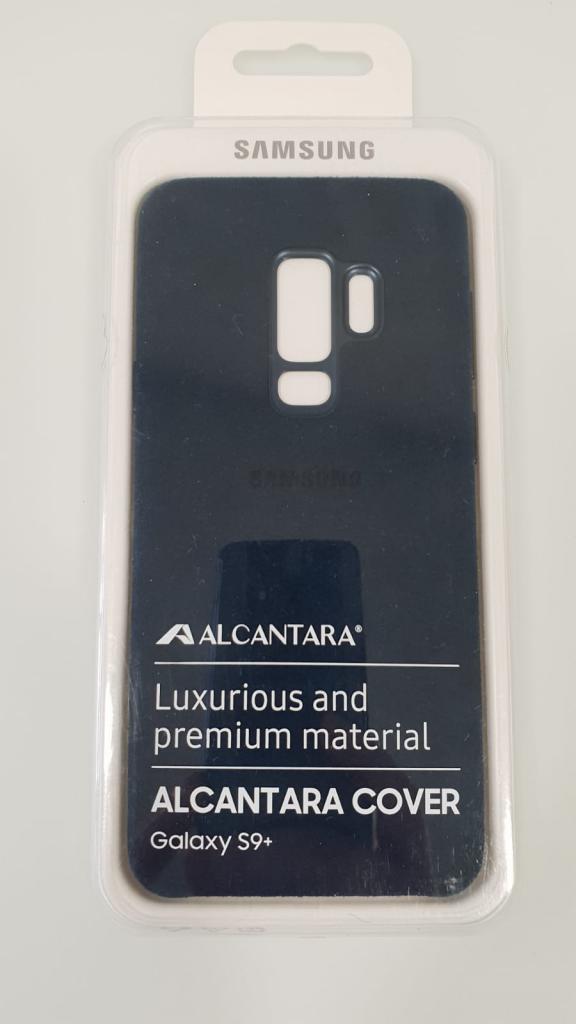 SAMSUNG
SAMSUNG
ALCANTARA®
Luxurious and
premium material
ALCANTARA COVER
Galaxy S9+